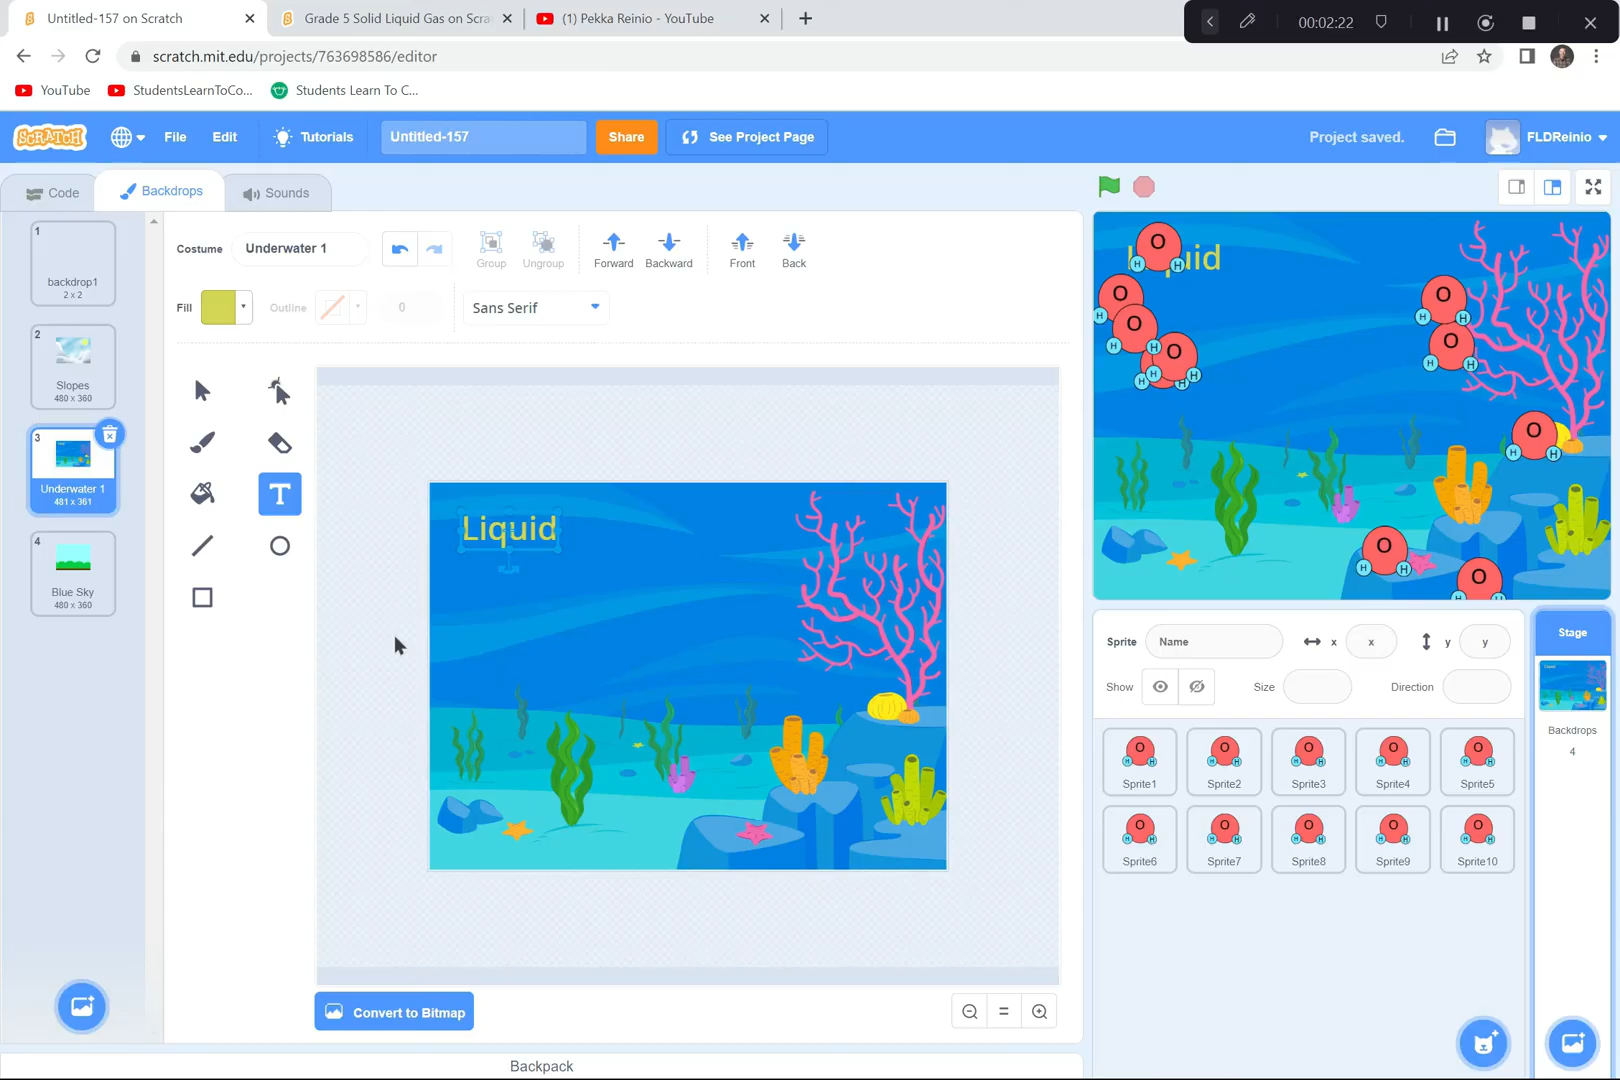 Untitled-157 on Scratch
Grade 5 Solid Liquid Gas on Scra
(1) Pekka Reinio - YouTube
00:02:22
scratch.mit.edu/projects/763698586/editor
YouTube
StudentsLearnToCo...
Students Learn To C...
SCRATCH
File
Edit
Tutorials
Untitled-157
Share
See Project Page
Project saved.
FLDReinio
Code
Backdrops
Sounds
Costume
Underwater 1
Group
Ungroup
Forward
Backward
Front
Back
Fill
Outline
0
Sans Serif
1
backdrop1
2 x 2
2
Slopes
480 x 360
3
Underwater 1
481 x 361
4
Blue Sky
480 x 360
T
Liquid
Convert to Bitmap
Backpack
L uid
O
H H
O
H
O
H H
O
H H
H H
O
H H
O
H H
O
H H
O
H H
O
H H
Sprite
Name
x
x
y
y
Show
Size
Direction
Stage
Backdrops
4
O
H H
Sprite1
O
H H
Sprite2
O
H H
Sprite3
O
H H
Sprite4
O
H H
Sprite5
O
H H
Sprite6
O
H H
Sprite7
O
H H
Sprite8
O
H H
Sprite9
O
H H
Sprite10